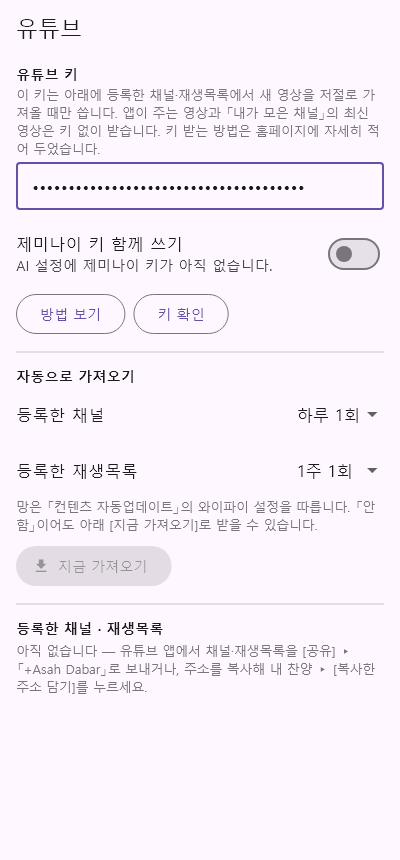 유튜브
유튜브 키
이 키는 아래에 등록한 채널·재생목록에서 새 영상을 저절로 가
져올 때만 씁니다. 앱이 주는 영상과 「내가 모은 채널」의 최신
영상은 키 없이 받습니다. 키 받는 방법은 홈페이지에 자세히 적
어 두었습니다.
••••••••••••••••••••••••••••••••••••••
제미나이 키 함께 쓰기
AI 설정에 제미나이 키가 아직 없습니다.
방법 보기 키 확인
자동으로 가져오기
등록한 채널 하루 1회
등록한 재생목록 1주 1회
망은 「컨텐츠 자동업데이트」의 와이파이 설정을 따릅니다. 「안
함」이어도 아래 [지금 가져오기]로 받을 수 있습니다.
지금 가져오기
등록한 채널 · 재생목록
아직 없습니다 — 유튜브 앱에서 채널·재생목록을 [공유] ▸
「+Asah Dabar」로 보내거나, 주소를 복사해 내 찬양 ▸ [복사한
주소 담기]를 누르세요.